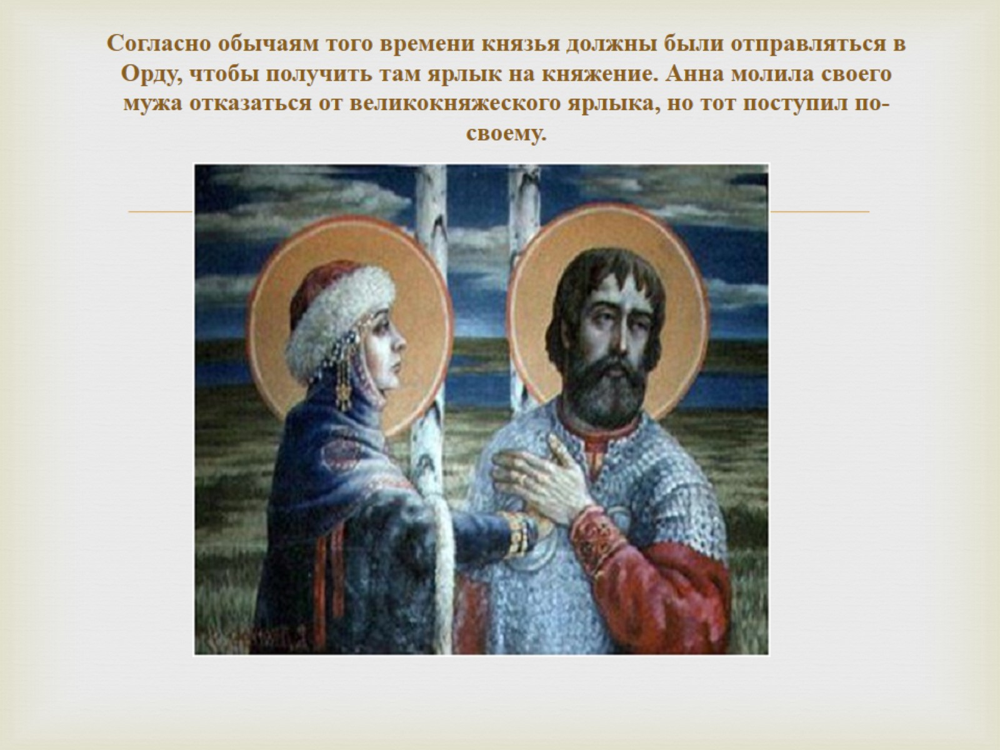 Согласно обычаям того времени князья должны были отправляться в
Орду, чтобы получить там ярлык на княжение. Анна молила своего
мужа отказаться от великокняжеского ярлыка, но тот поступил по-
своему.